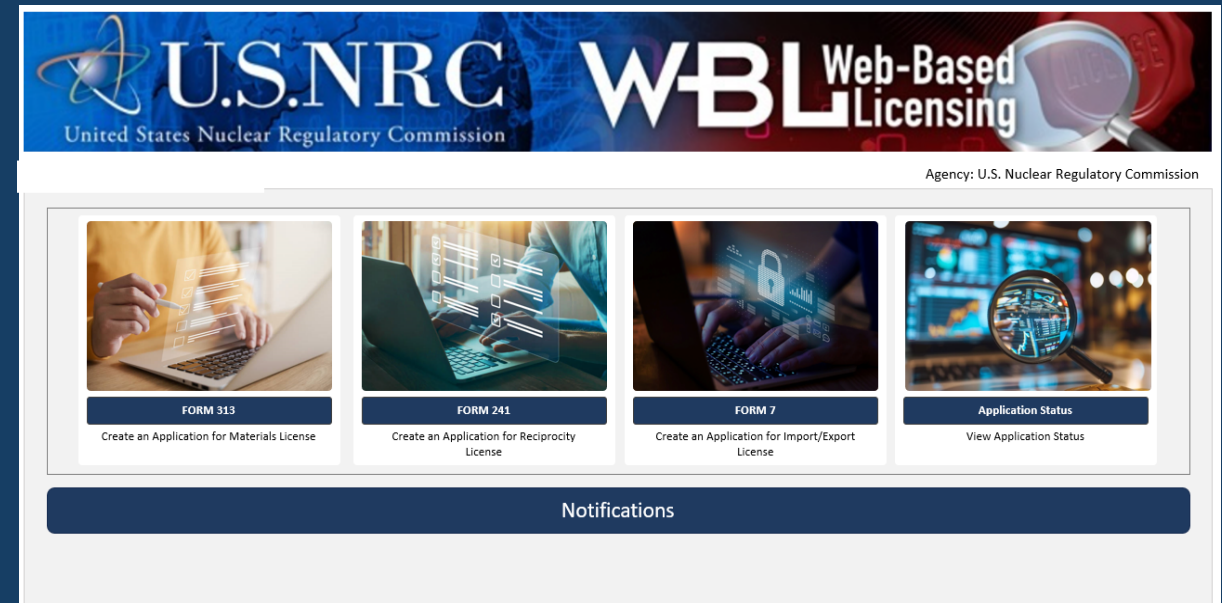 U.S.NRC
United States Nuclear Regulatory Commission
WBL Web-Based
Licensing
LICENSE
Agency: U.S. Nuclear Regulatory Commission
FORM 313
FORM 241
FORM 7
Application Status
Create an Application for Materials License
Create an Application for Reciprocity
License
Create an Application for Import/Export
License
View Application Status
Notifications